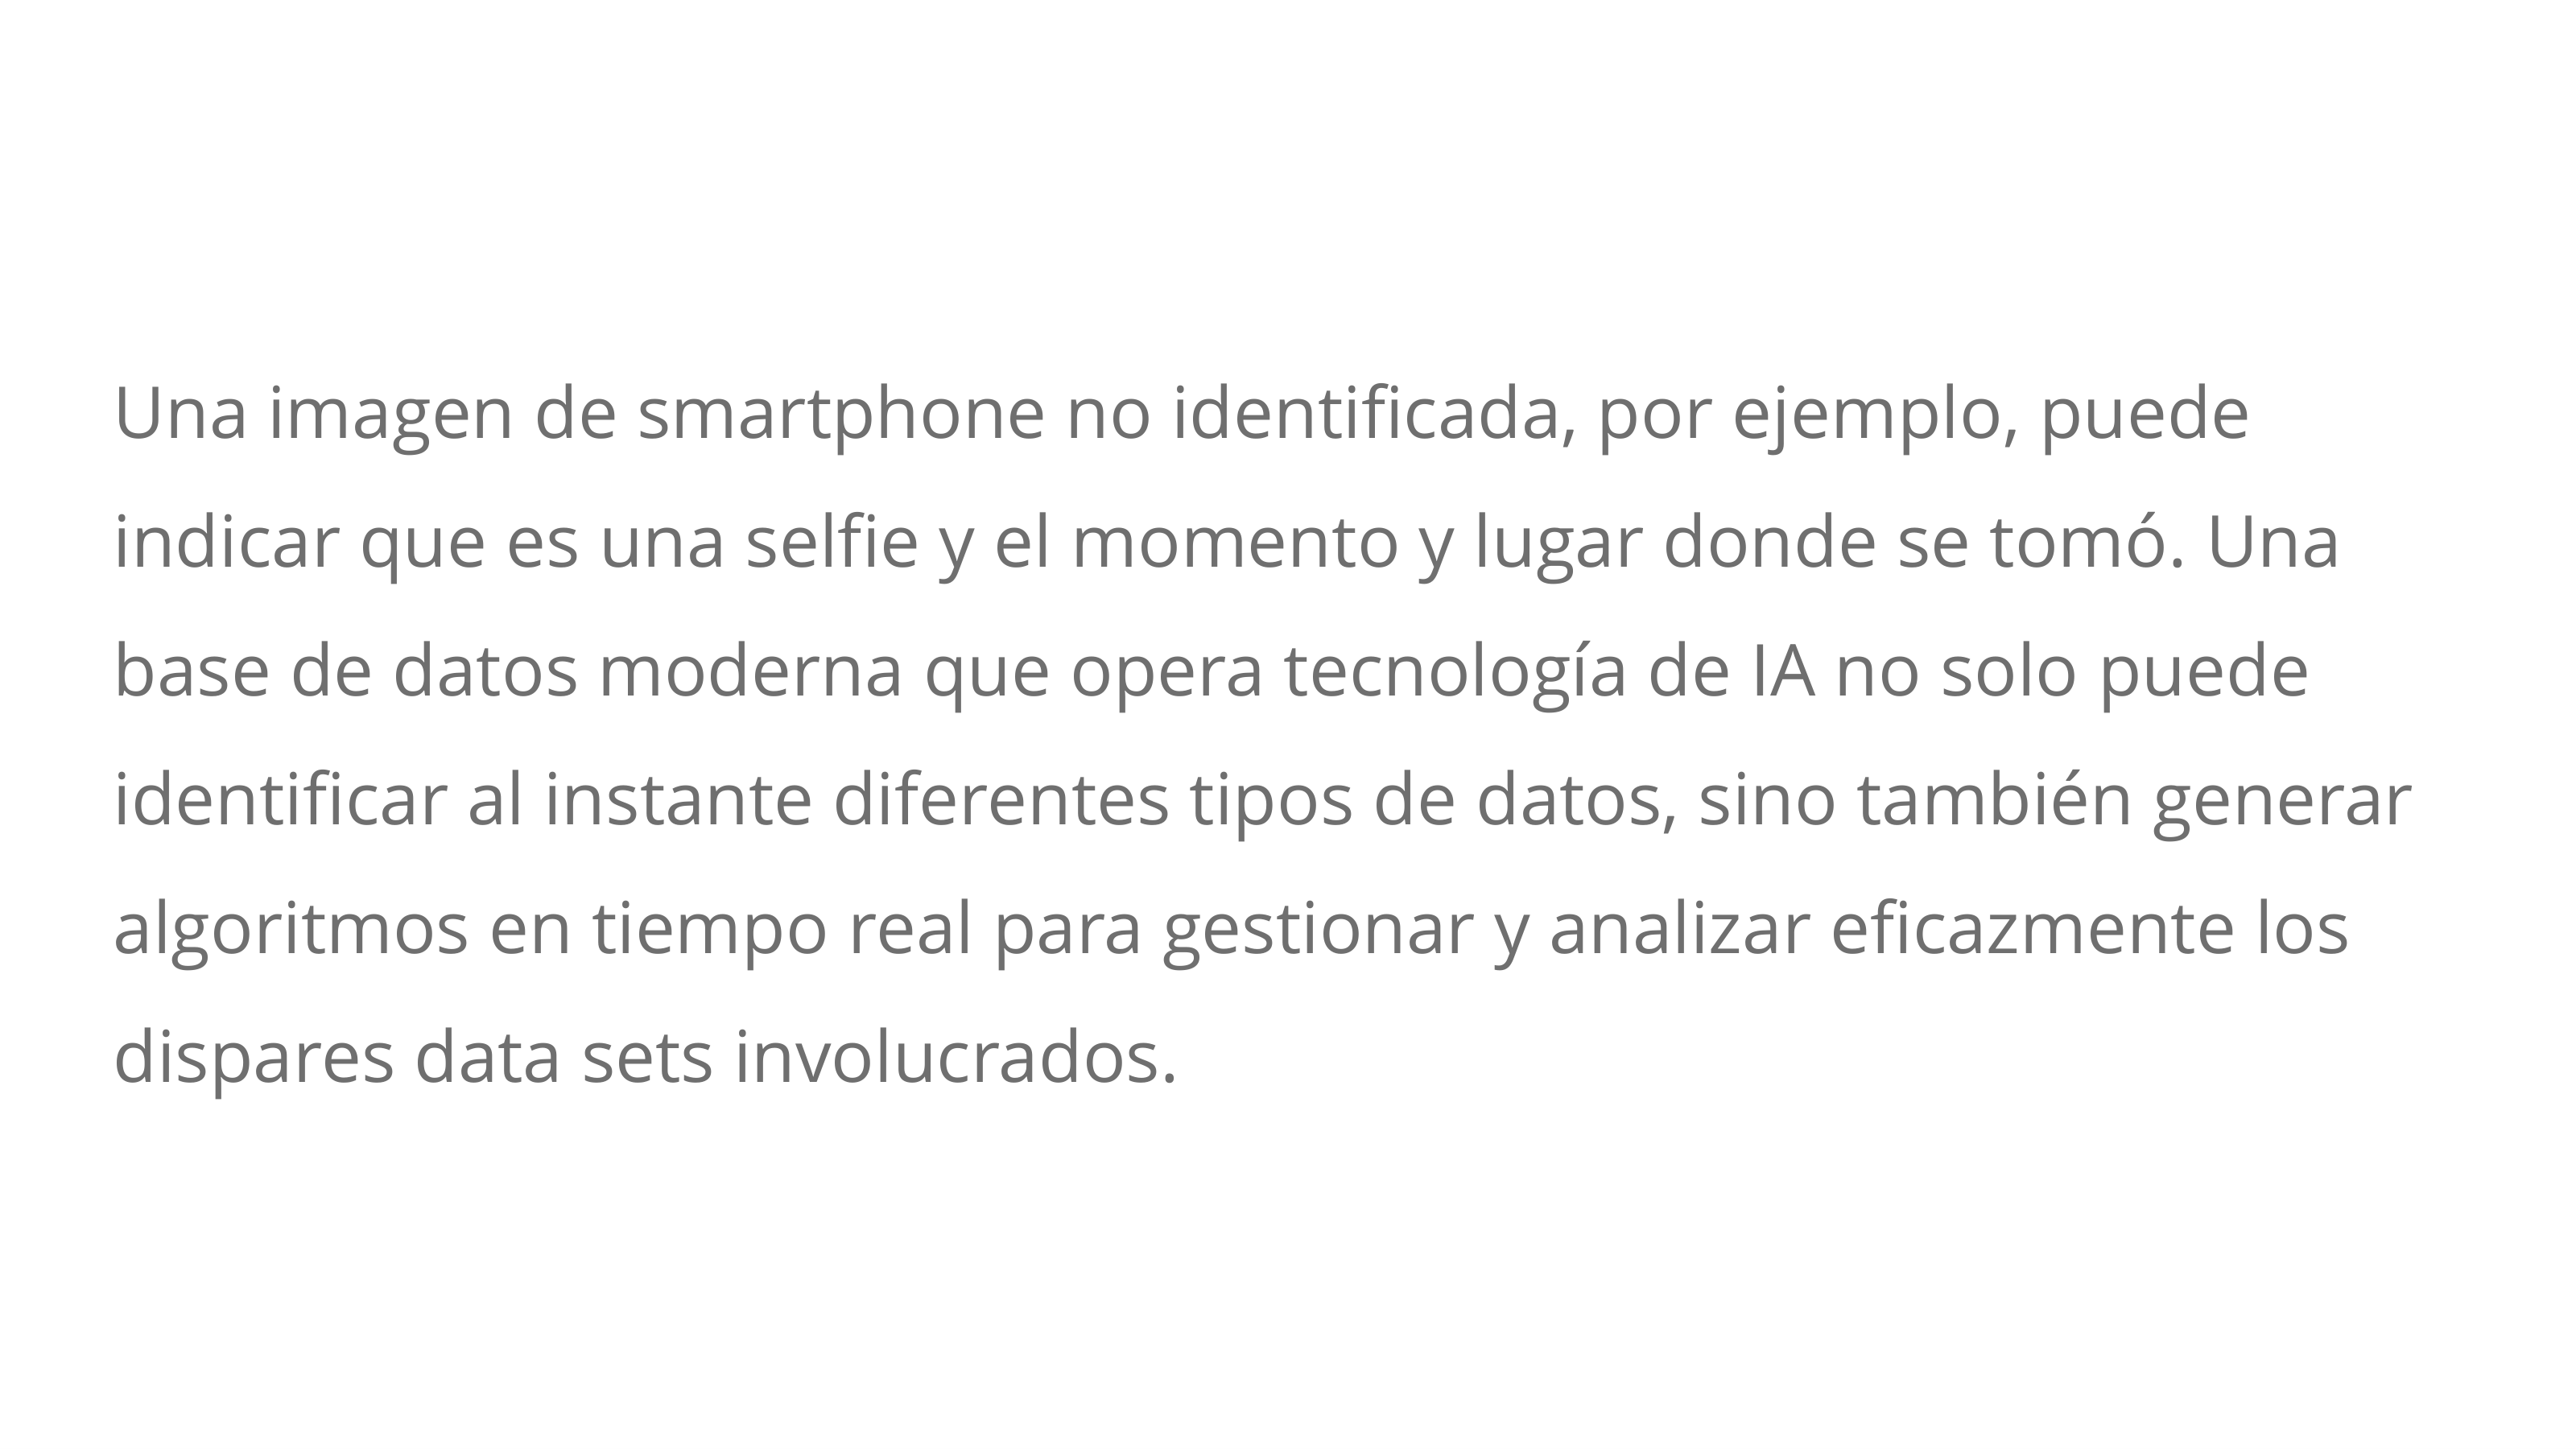 Una imagen de smartphone no identificada, por ejemplo, puede
indicar que es una selfie y el momento y lugar donde se tomó. Una
base de datos moderna que opera tecnología de IA no solo puede
identificar al instante diferentes tipos de datos, sino también generar
algoritmos en tiempo real para gestionar y analizar eficazmente los
dispares data sets involucrados.